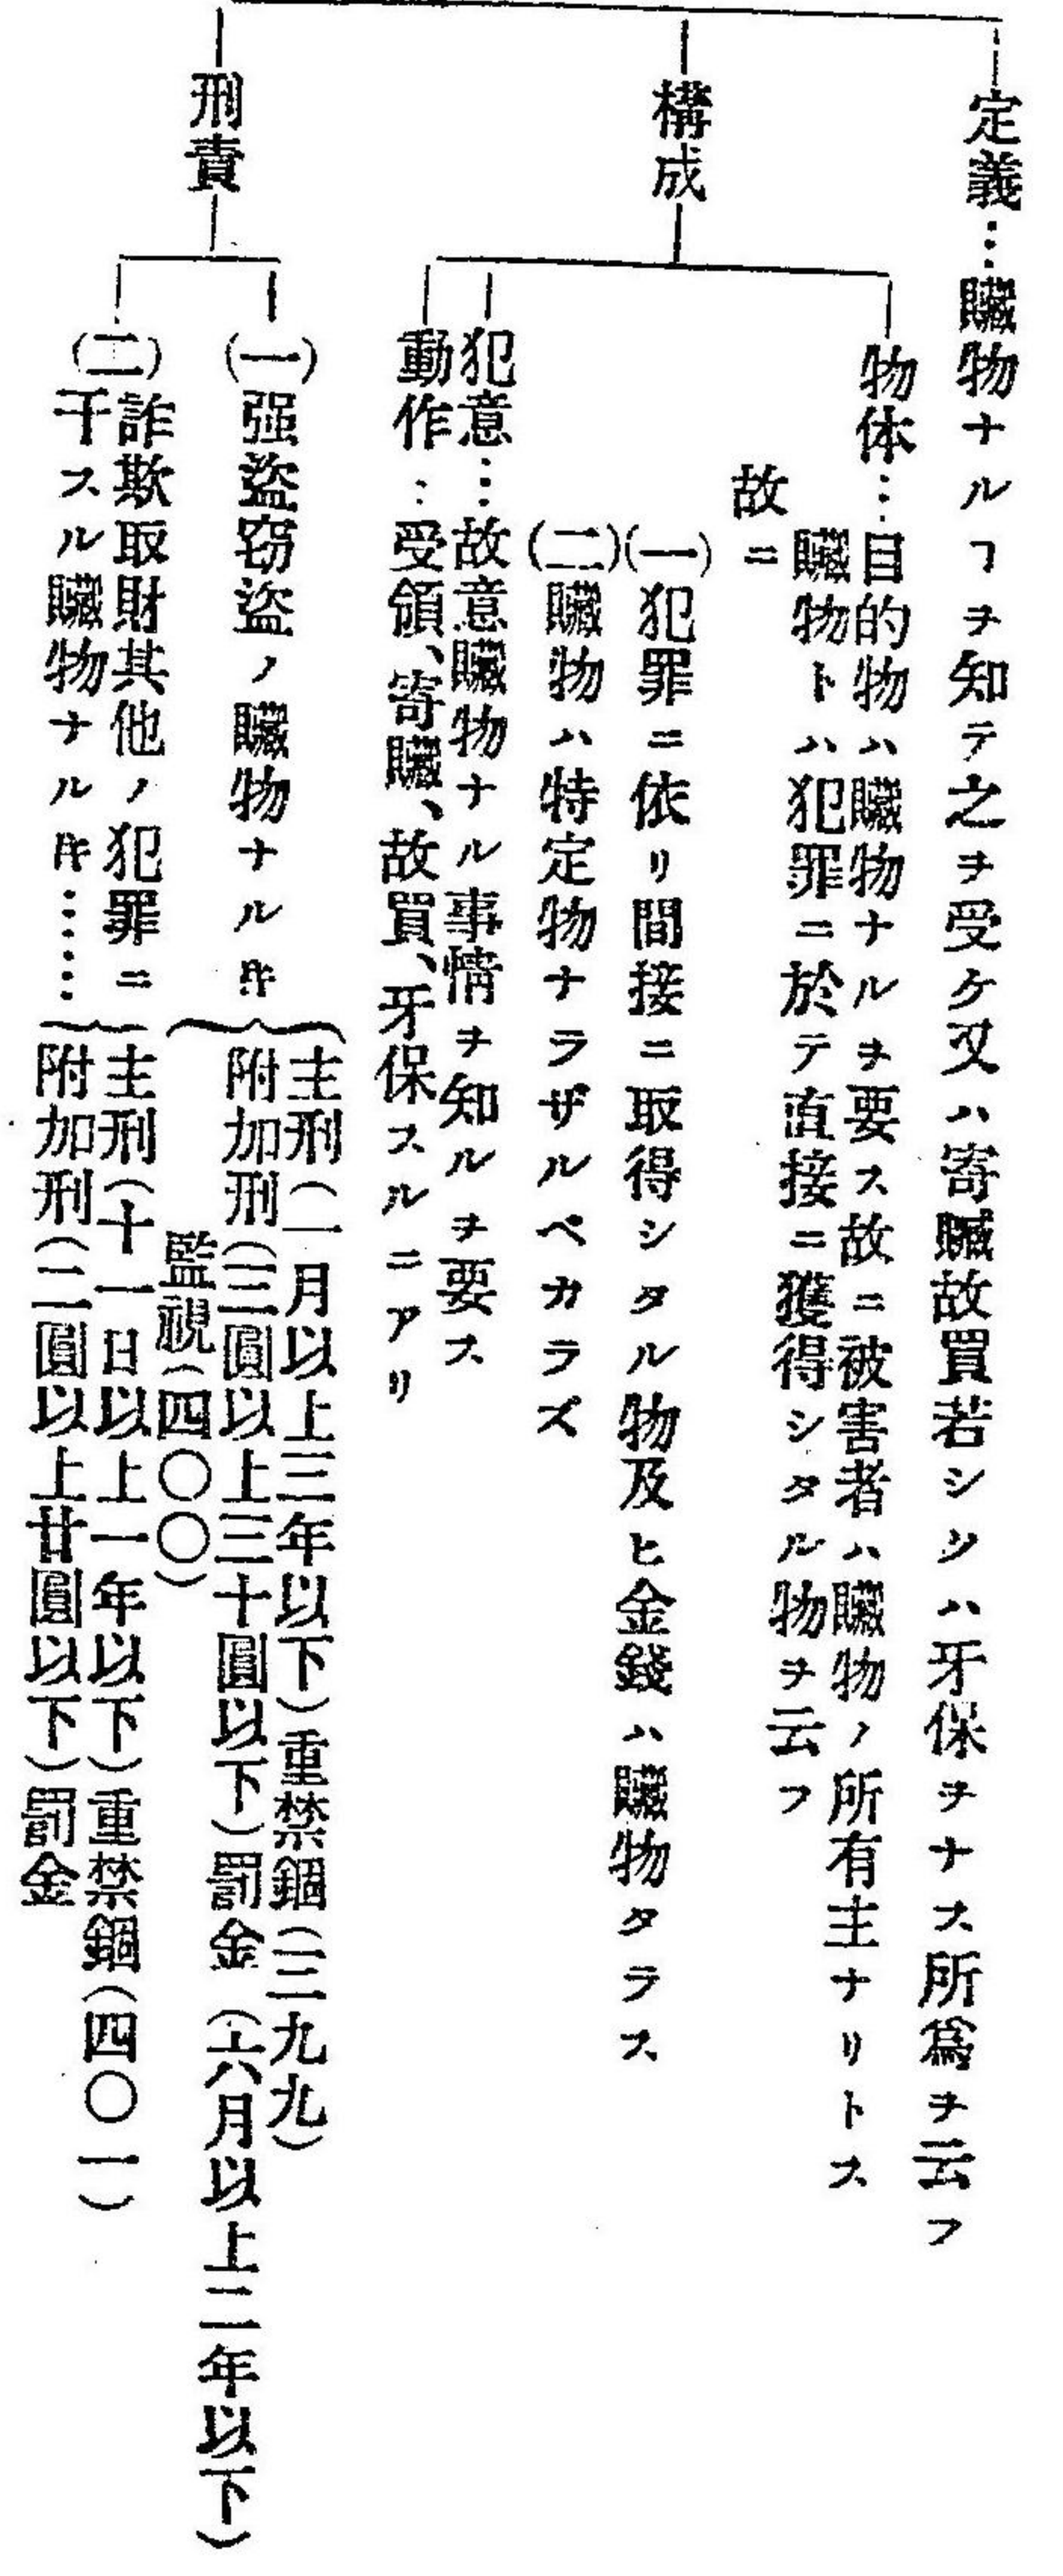 定義…贓物ナルヿヲ知テ之ヲ受ケ又ハ寄贓故買若シクハ牙保ヲナス所爲ヲ云フ
構成
物体…目的物ハ贓物ナルヲ要ス故ニ被害者ハ贓物ノ所有主ナリトス
贓物トハ犯罪ニ於テ直接ニ獲得シタル物ヲ云フ
故ニ
(一)犯罪ニ依リ間接ニ取得シタル物及ヒ金錢ハ贓物タラス
(二)贓物ハ特定物ナラザルベカラズ
犯意…故意贓物ナル事情ヲ知ルヲ要ス
動作…受領、寄贓、故買、牙保スルニアリ
刑責
(一)强盜窃盜ノ贓物ナル㫁
主刑(一月以上三年以下)重禁錮(三九九)
附加刑(三圓以上三十圓以下)罰金(六月以上二年以下)
監視(四〇〇)
(二)詐欺取財其他ノ犯罪ニ
干スル贓物ナル㫁……
主刑(十一日以上一年以下)重禁錮(四〇一)
附加刑(二圓以上廿圓以下)罰金